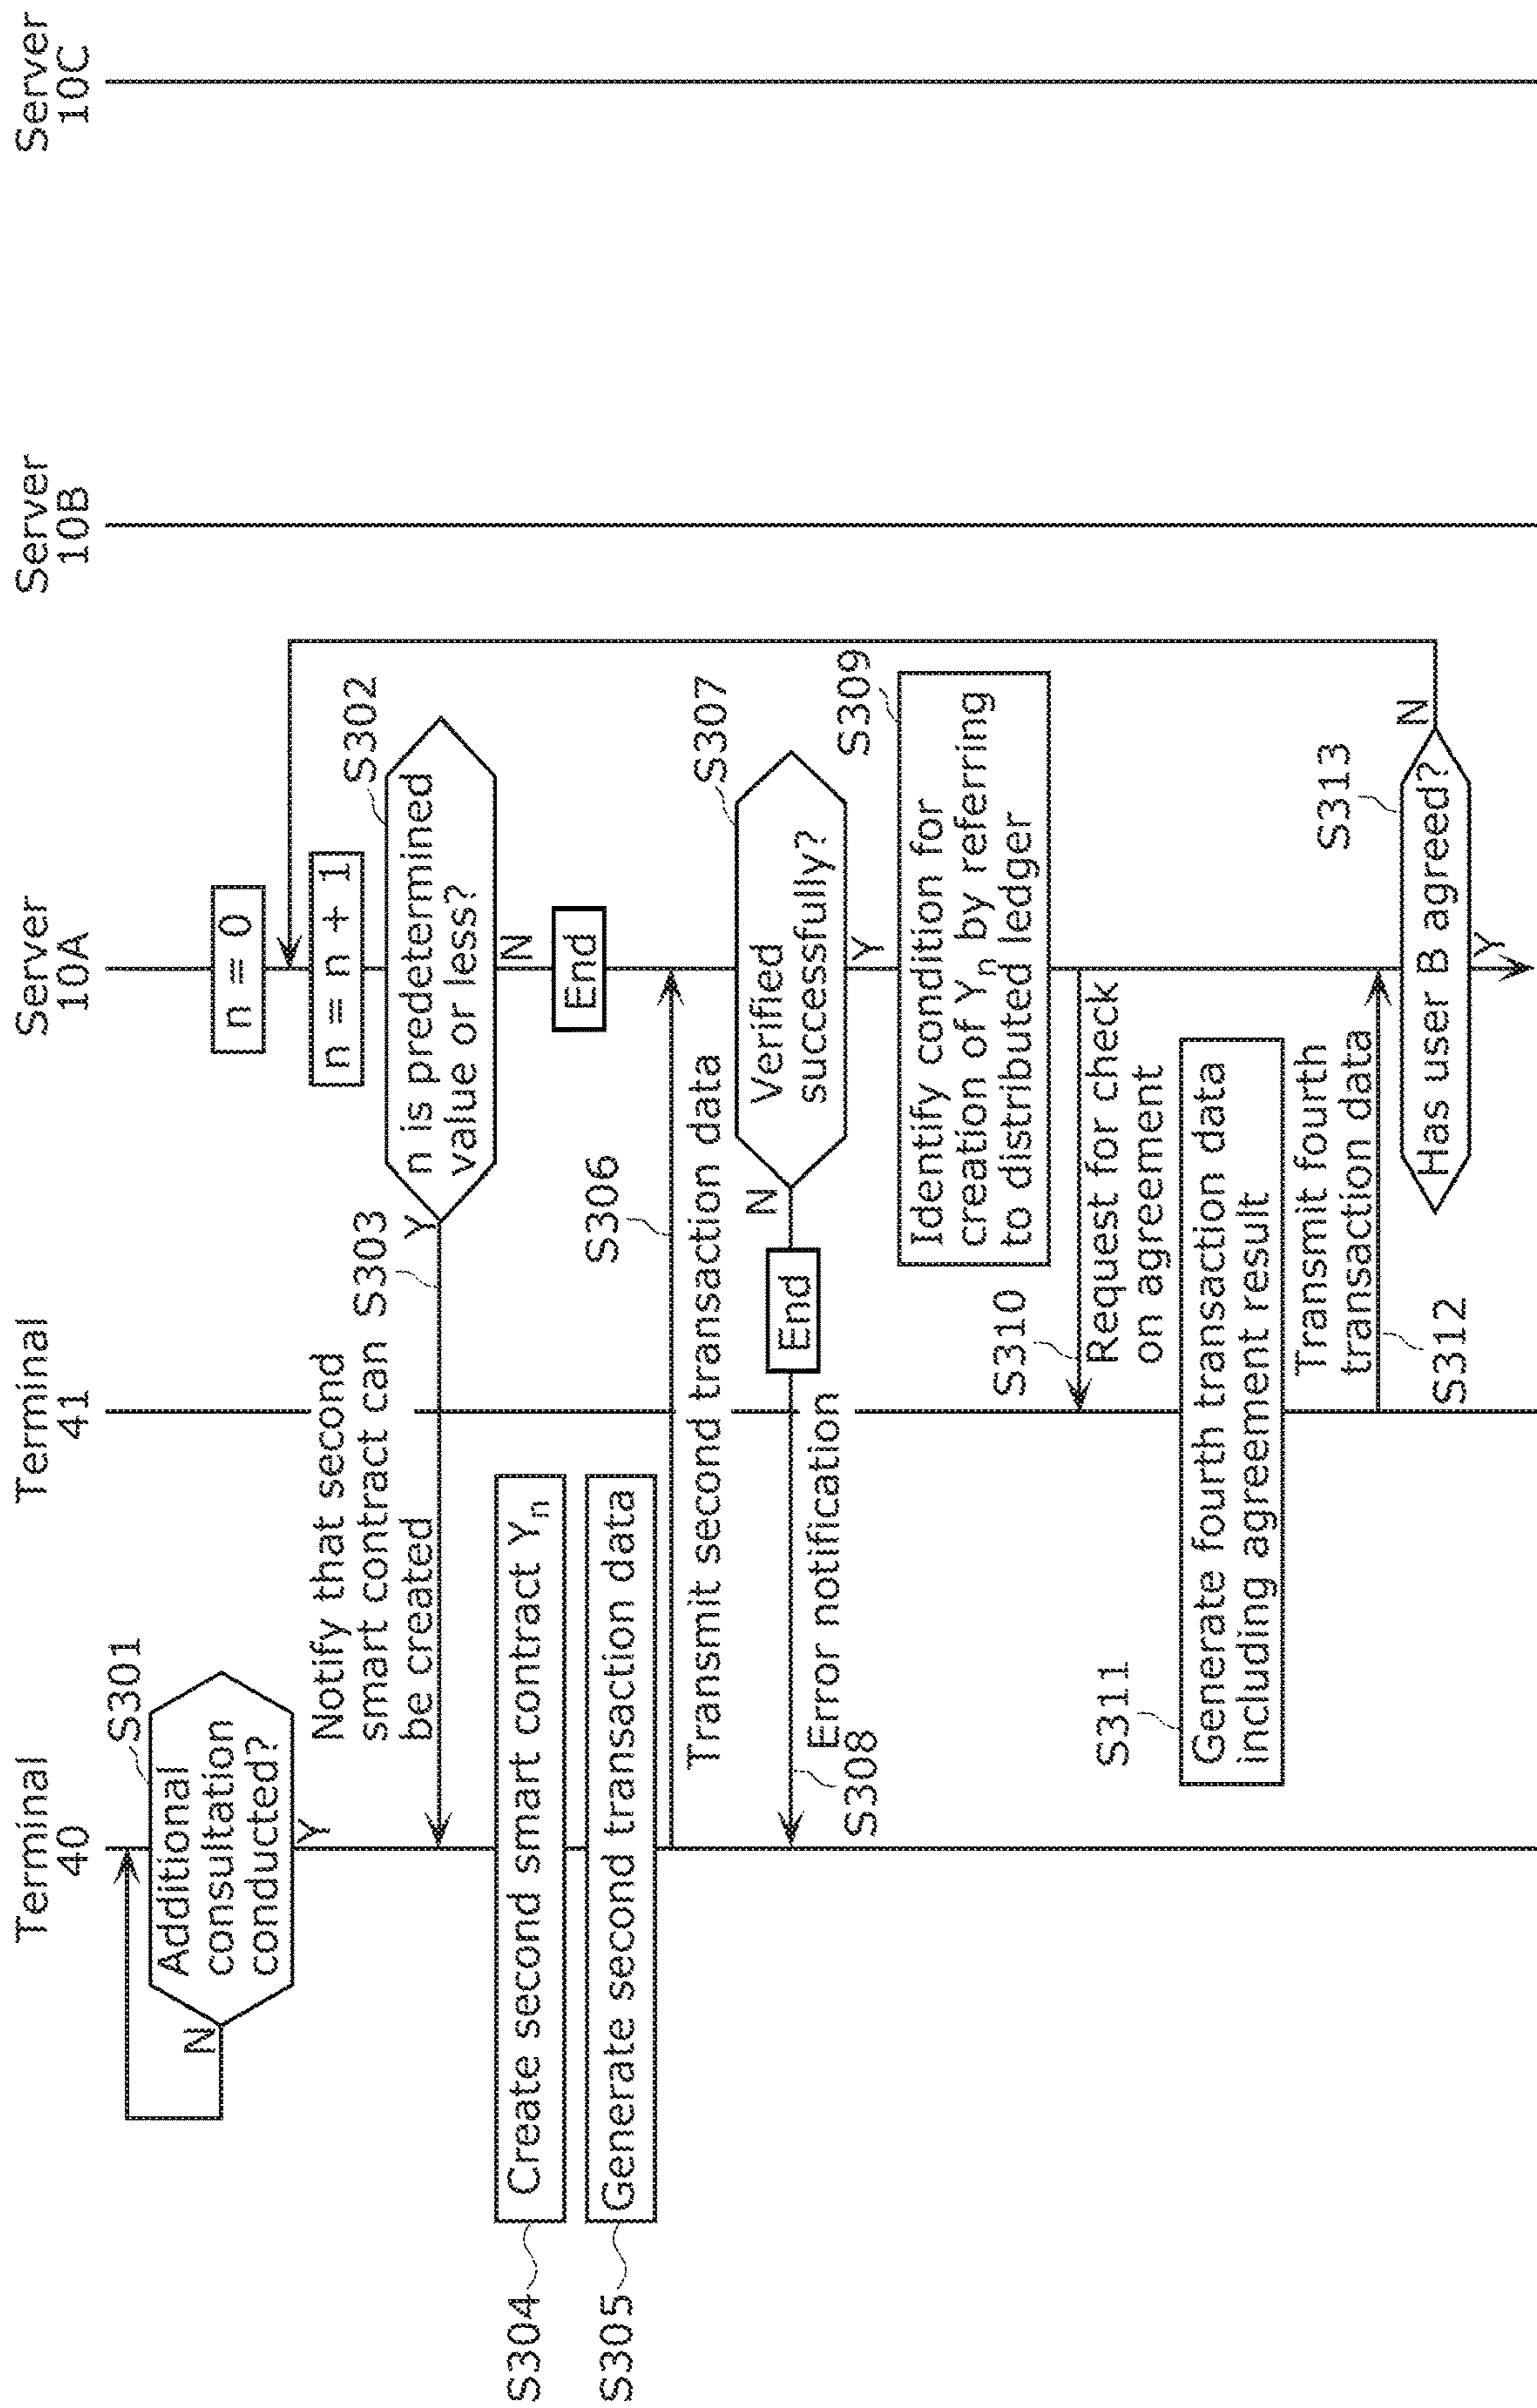 Terminal
40
Terminal
41
Server
10A
Server
10B
Server
10C
S301
Additional
consultation
conducted?
N
Y
n = 0
n = n + 1
S302
n is predetermined
value or less?
Y
N
End
Notify that second
smart contract can
be created
S303
S304
Create second smart contract Yn
S305
Generate second transaction data
S306
Transmit second transaction data
S307
Verified
successfully?
N
Y
End
Error notification
S308
S309
Identify condition for
creation of Yn by referring
to distributed ledger
S310
Request for check
on agreement
S311
Generate fourth transaction data
including agreement result
Transmit fourth
transaction data
S312
S313
Has user B agreed?
N
Y